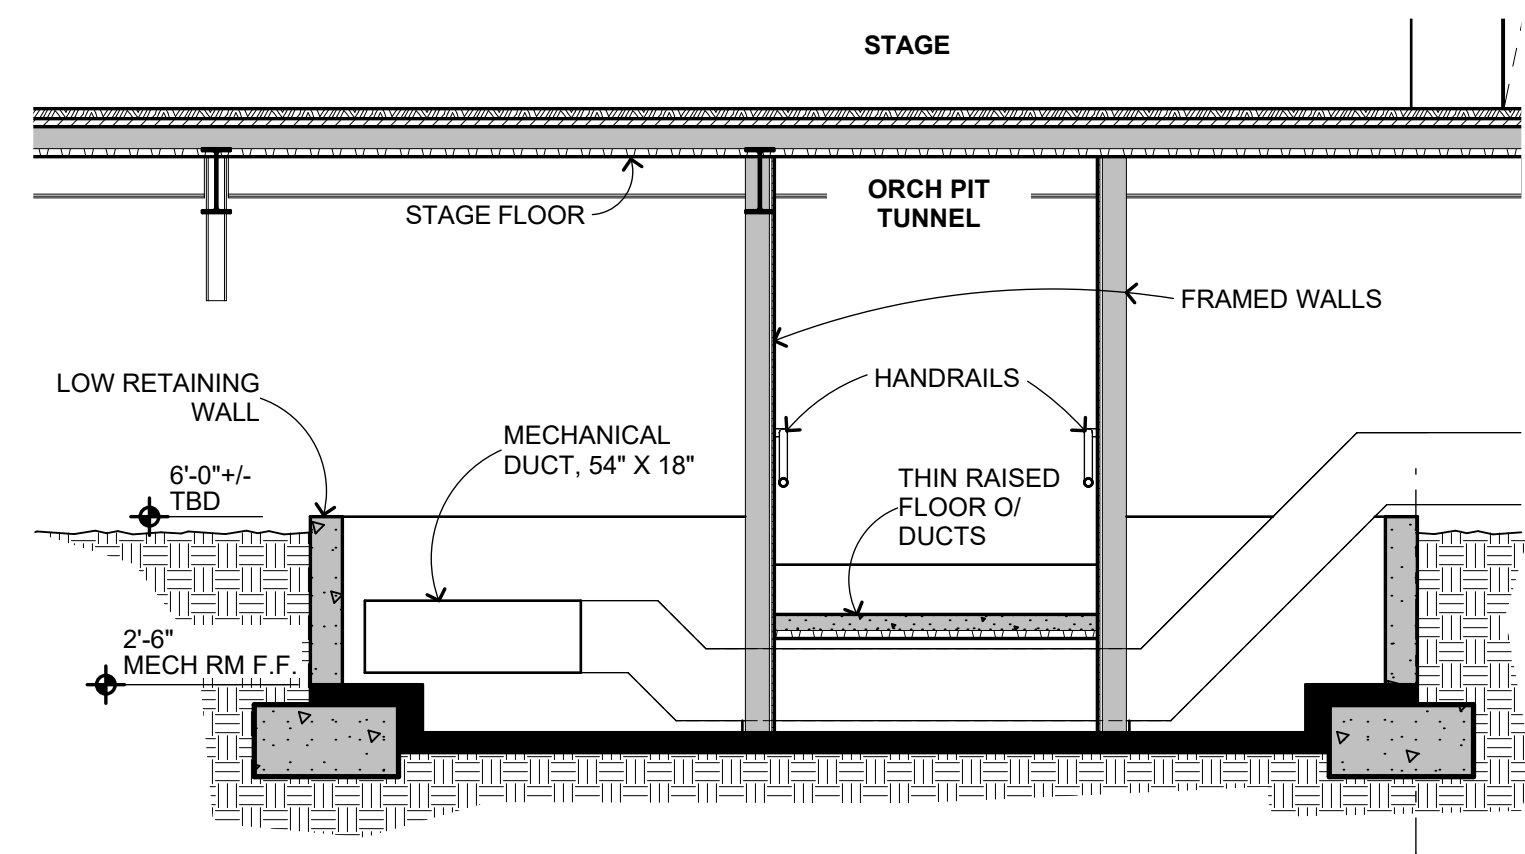 STAGE
ORCH PIT
TUNNEL
STAGE FLOOR
FRAMED WALLS
LOW RETAINING
WALL
HANDRAILS
MECHANICAL
DUCT, 54" X 18"
6'-0"+/-
TBD
THIN RAISED
FLOOR O/
DUCTS
2'-6"
MECH RM F.F.